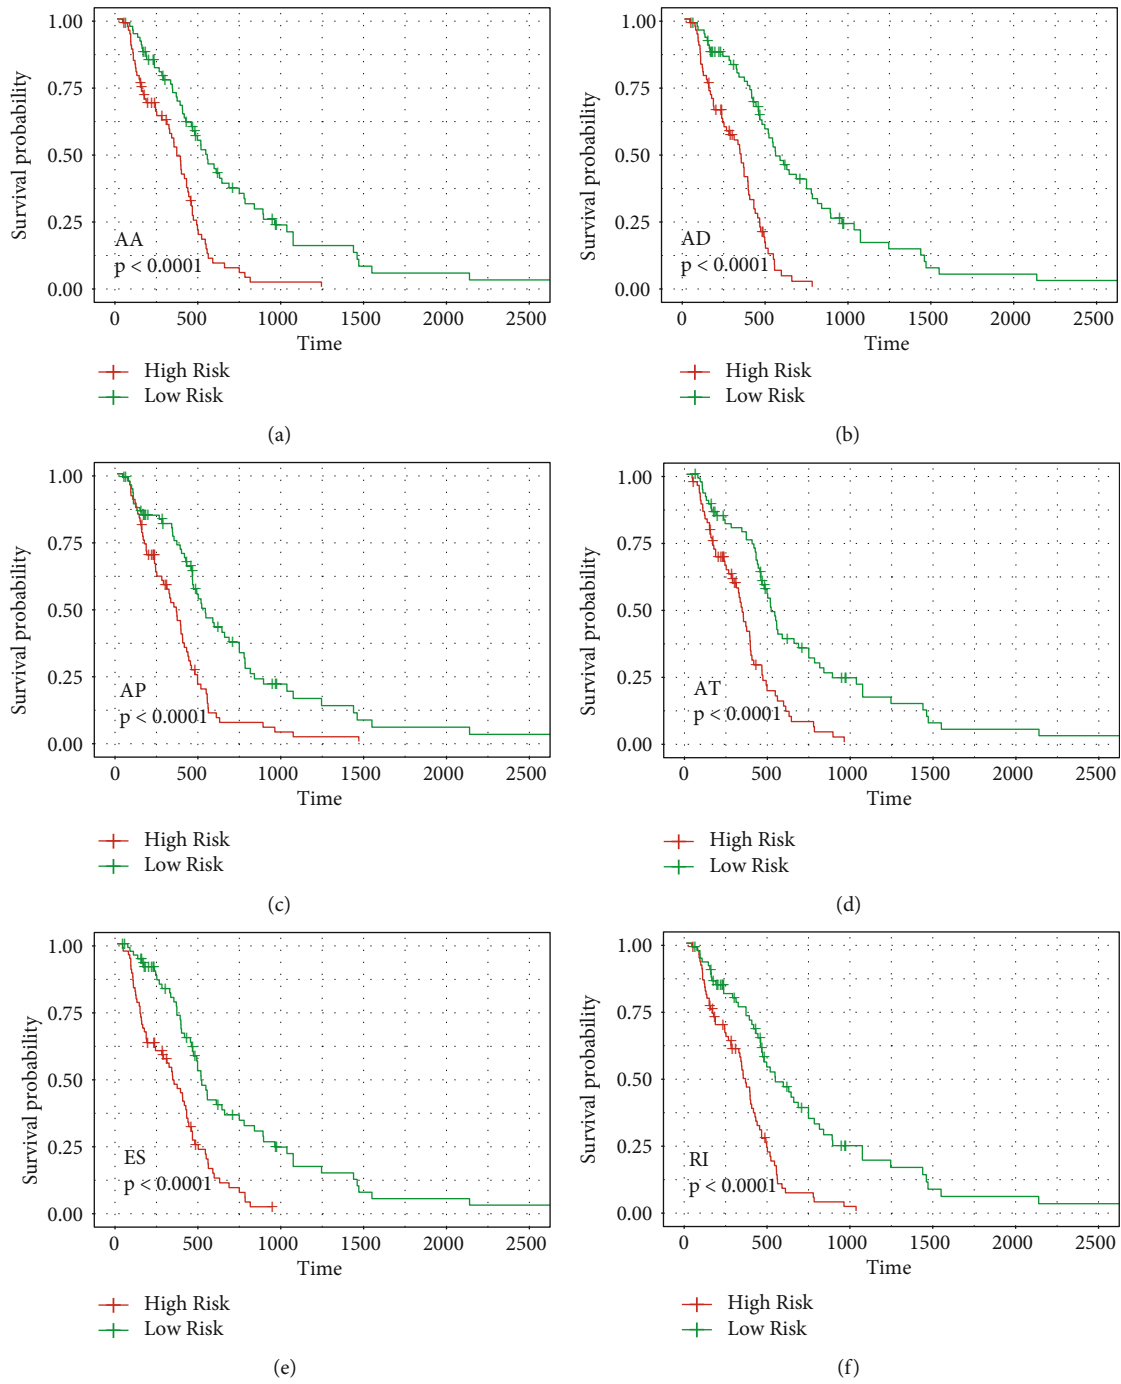 1.00
0.75
0.50
0.25
0.00
Survival probability
AA
p < 0.0001
0 500 1000 1500 2000 2500
Time
High Risk
Low Risk
(a)
1.00
0.75
0.50
0.25
0.00
Survival probability
AD
p < 0.0001
0 500 1000 1500 2000 2500
Time
High Risk
Low Risk
(b)
1.00
0.75
0.50
0.25
0.00
Survival probability
AP
p < 0.0001
0 500 1000 1500 2000 2500
Time
High Risk
Low Risk
(c)
1.00
0.75
0.50
0.25
0.00
Survival probability
AT
p < 0.0001
0 500 1000 1500 2000 2500
Time
High Risk
Low Risk
(d)
1.00
0.75
0.50
0.25
0.00
Survival probability
ES
p < 0.0001
0 500 1000 1500 2000 2500
Time
High Risk
Low Risk
(e)
1.00
0.75
0.50
0.25
0.00
Survival probability
RI
p < 0.0001
0 500 1000 1500 2000 2500
Time
High Risk
Low Risk
(f)